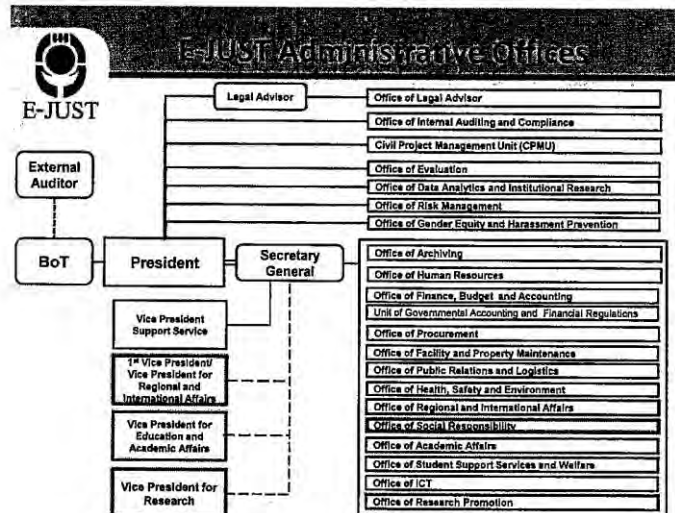 E-JUST Administrative Offices
E-JUST
Legal Advisor
Office of Legal Advisor
Office of Internal Auditing and Compliance
Civil Project Management Unit (CPMU)
Office of Evaluation
Office of Data Analytics and Institutional Research
Office of Risk Management
Office of Gender Equity and Harassment Prevention
External
Auditor
BoT
President
Secretary
General
Vice President
Support Service
1st Vice President/
Vice President for
Regional and
International Affairs
Vice President for
Education and
Academic Affairs
Vice President for
Research
Office of Archiving
Office of Human Resources
Office of Finance, Budget and Accounting
Unit of Governmental Accounting and Financial Regulations
Office of Procurement
Office of Facility and Property Maintenance
Office of Public Relations and Logistics
Office of Health, Safety and Environment
Office of Regional and International Affairs
Office of Social Responsibility
Office of Academic Affairs
Office of Student Support Services and Welfare
Office of ICT
Office of Research Promotion